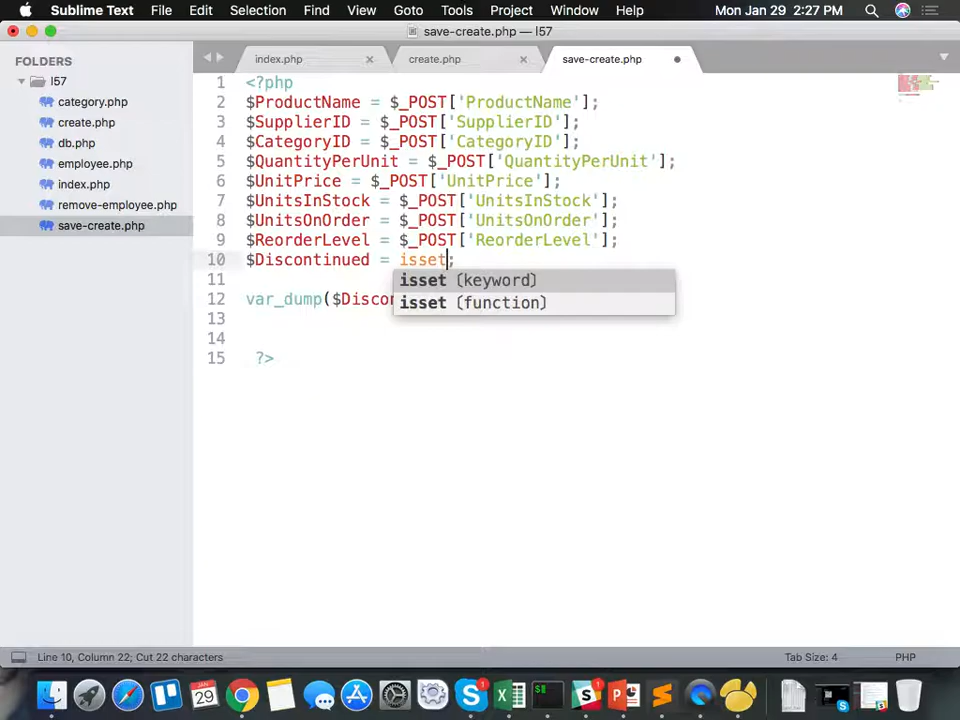 Sublime Text File Edit Selection Find View Goto Tools Project Window Help Mon Jan 29 2:27 PM
save-create.php — l57
FOLDERS
l57
category.php
create.php
db.php
employee.php
index.php
remove-employee.php
save-create.php
index.php create.php save-create.php
1 <?php
2 $ProductName = $_POST['ProductName'];
3 $SupplierID = $_POST['SupplierID'];
4 $CategoryID = $_POST['CategoryID'];
5 $QuantityPerUnit = $_POST['QuantityPerUnit'];
6 $UnitPrice = $_POST['UnitPrice'];
7 $UnitsInStock = $_POST['UnitsInStock'];
8 $UnitsOnOrder = $_POST['UnitsOnOrder'];
9 $ReorderLevel = $_POST['ReorderLevel'];
10 $Discontinued = isset;
isset (keyword)
isset (function)
11
12 var_dump($Discon
13
14
15 ?>
Line 10, Column 22; Cut 22 characters Tab Size: 4 PHP
JAN
29
1
1